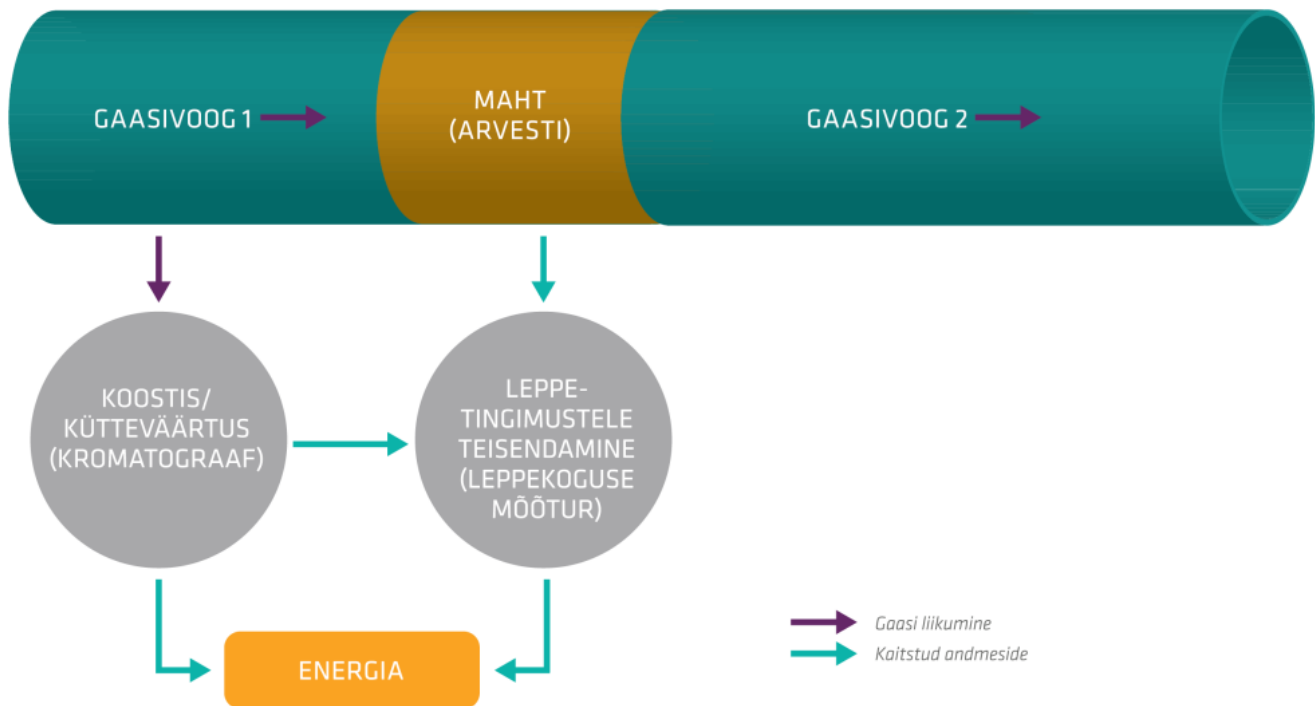 GAASIVOOG 1
MAHT
(ARVESTI)
GAASIVOOG 2
KOOSTIS/
KÜTTEVÄÄRTUS
(KROMATOGRAAF)
LEPPE-
TINGIMUSTELE
TEISENDAMINE
(LEPPEKOGUSE
MÕÕTUR)
ENERGIA
Gaasi liikumine
Kaitstud andmeside